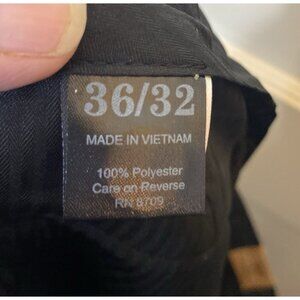 36/32
MADE IN VIETNAM
100% Polyester
Care on Reverse
RN 8709